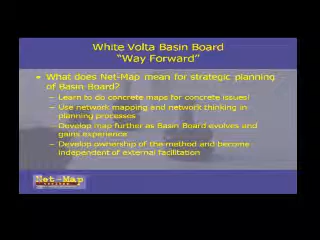 White Volta Basin Board
"Way Forward"
• What does Net-Map mean for strategic planning
of Basin Board?
– Learn to do concrete maps for concrete issues!
– Use network mapping and network thinking in
planning processes
– Develop map further as Basin Board evolves and
gains experience
– Develop ownership of the method and become
independent of external facilitation
Net-Map